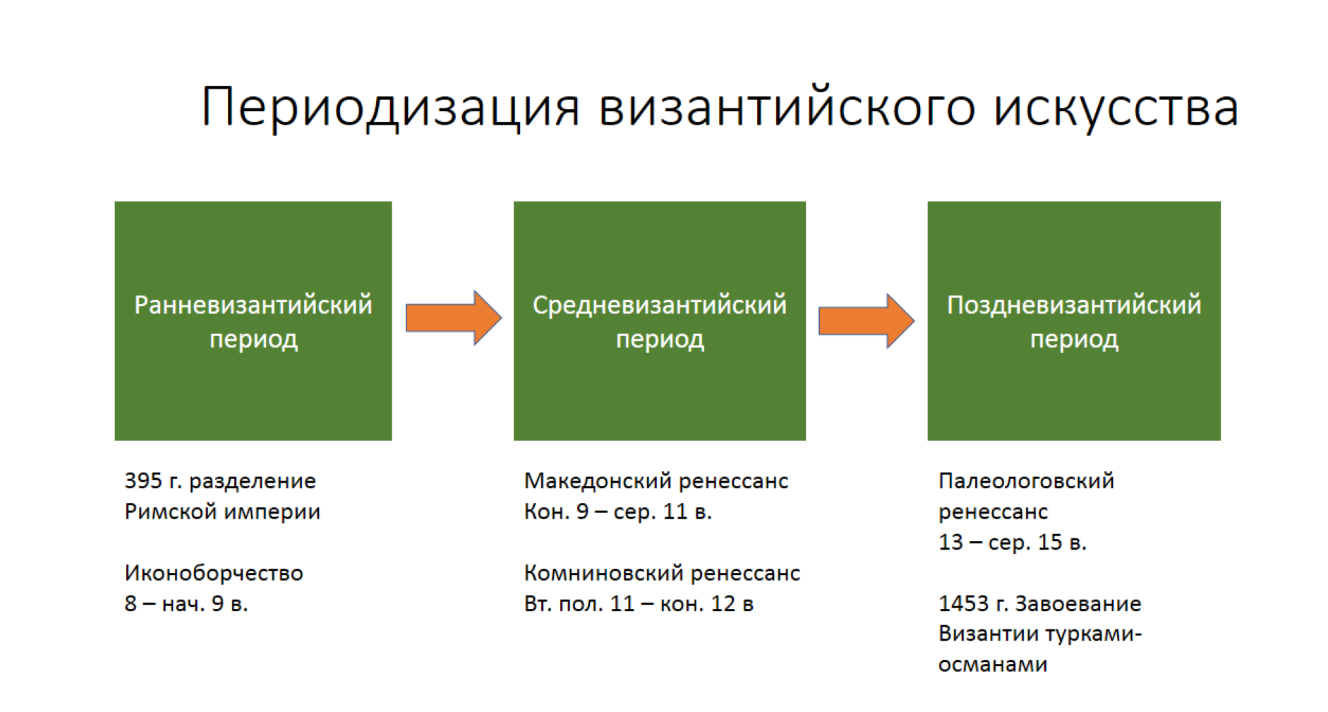 Периодизация византийского искусства
Ранневизантийский
период
Средневизантийский
период
Поздневизантийский
период
395 г. разделение
Римской империи
Иконоборчество
8 – нач. 9 в.
Македонский ренессанс
Кон. 9 – сер. 11 в.
Комниновский ренессанс
Вт. пол. 11 – кон. 12 в
Палеологовский
ренессанс
13 – сер. 15 в.
1453 г. Завоевание
Византии турками-
османами